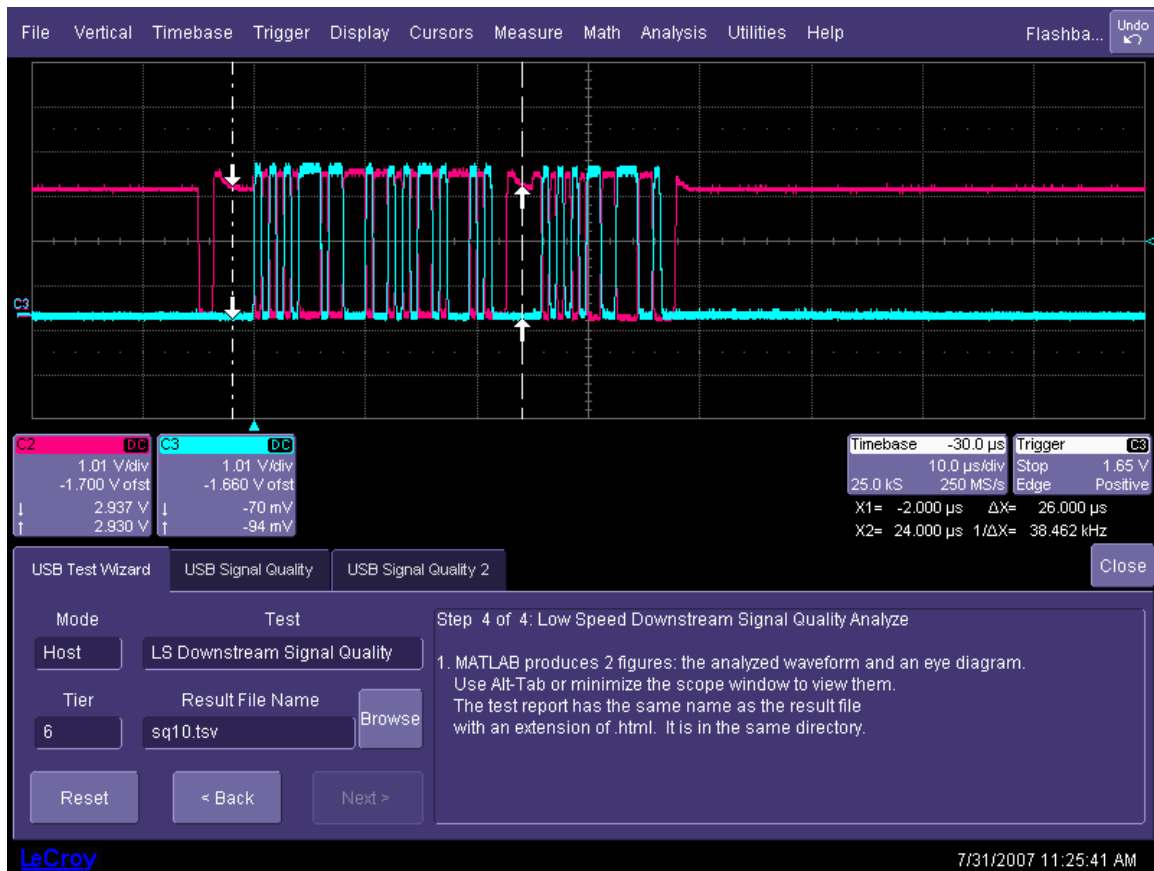 File Vertical Timebase Trigger Display Cursors Measure Math Analysis Utilities Help Flashba... Undo
C3
C2 DC
1.01 V/div
-1.700 V ofst
↓ 2.937 V
↑ 2.930 V
C3 DC
1.01 V/div
-1.660 V ofst
↓ -70 mV
↑ -94 mV
Timebase -30.0 µs
10.0 µs/div
25.0 kS 250 MS/s
Trigger C3
Stop 1.65 V
Edge Positive
X1= -2.000 µs ΔX= 26.000 µs
X2= 24.000 µs 1/ΔX= 38.462 kHz
USB Test Wizard USB Signal Quality USB Signal Quality 2 Close
Mode Test
Host LS Downstream Signal Quality
Tier Result File Name
6 sq10.tsv Browse
Reset < Back Next >
Step 4 of 4: Low Speed Downstream Signal Quality Analyze
1. MATLAB produces 2 figures: the analyzed waveform and an eye diagram.
Use Alt-Tab or minimize the scope window to view them.
The test report has the same name as the result file
with an extension of .html. It is in the same directory.
LeCroy 7/31/2007 11:25:41 AM